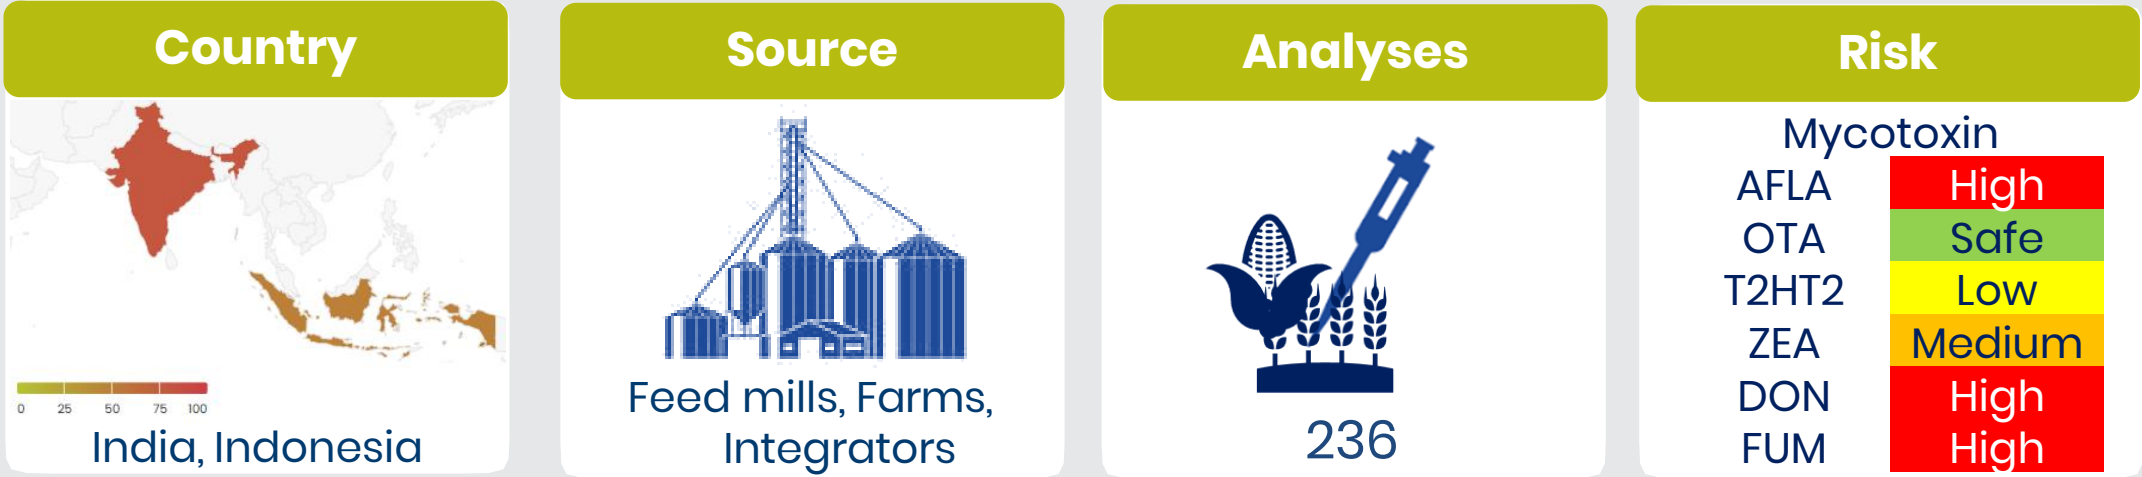 Country
0 25 50 75 100
India, Indonesia
Source
Feed mills, Farms,
Integrators
Analyses
236
Risk
Mycotoxin
AFLA High
OTA Safe
T2HT2 Low
ZEA Medium
DON High
FUM High